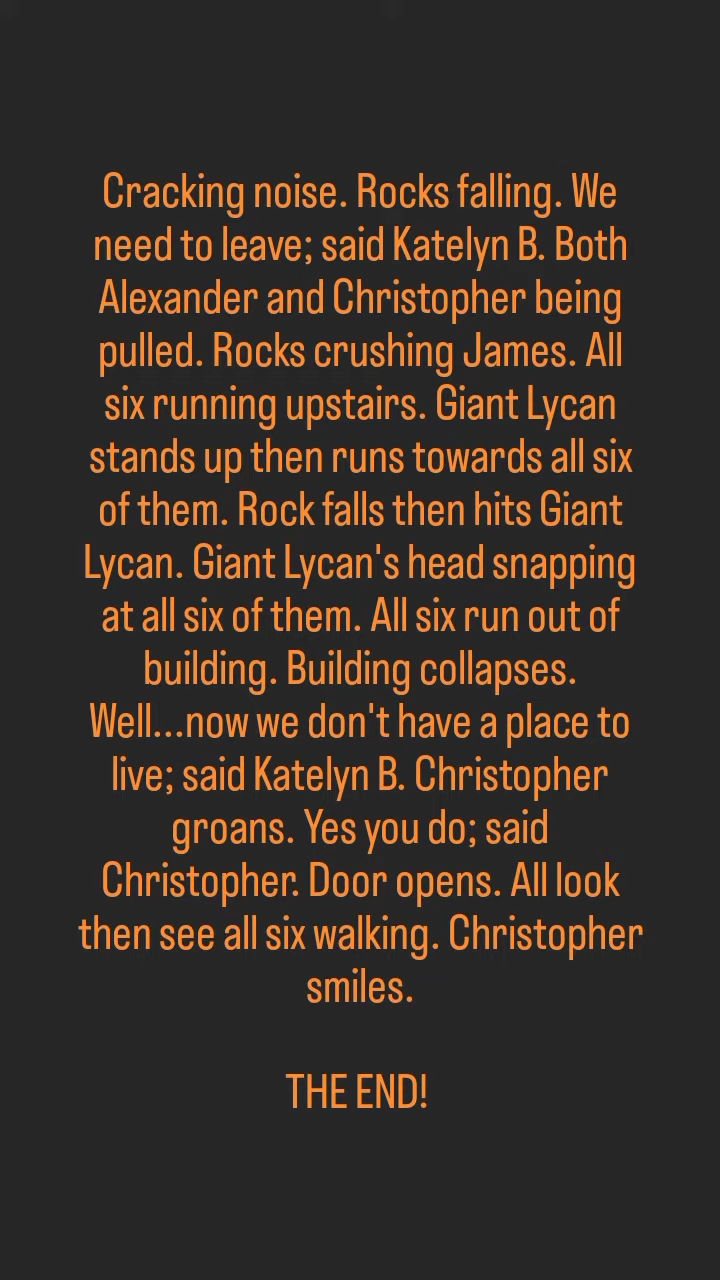 Cracking noise. Rocks falling. We
need to leave; said Katelyn B. Both
Alexander and Christopher being
pulled. Rocks crushing James. All
six running upstairs. Giant Lycan
stands up then runs towards all six
of them. Rock falls then hits Giant
Lycan. Giant Lycan's head snapping
at all six of them. All six run out of
building. Building collapses.
Well...now we don't have a place to
live; said Katelyn B. Christopher
groans. Yes you do; said
Christopher. Door opens. All look
then see all six walking. Christopher
smiles.
THE END!